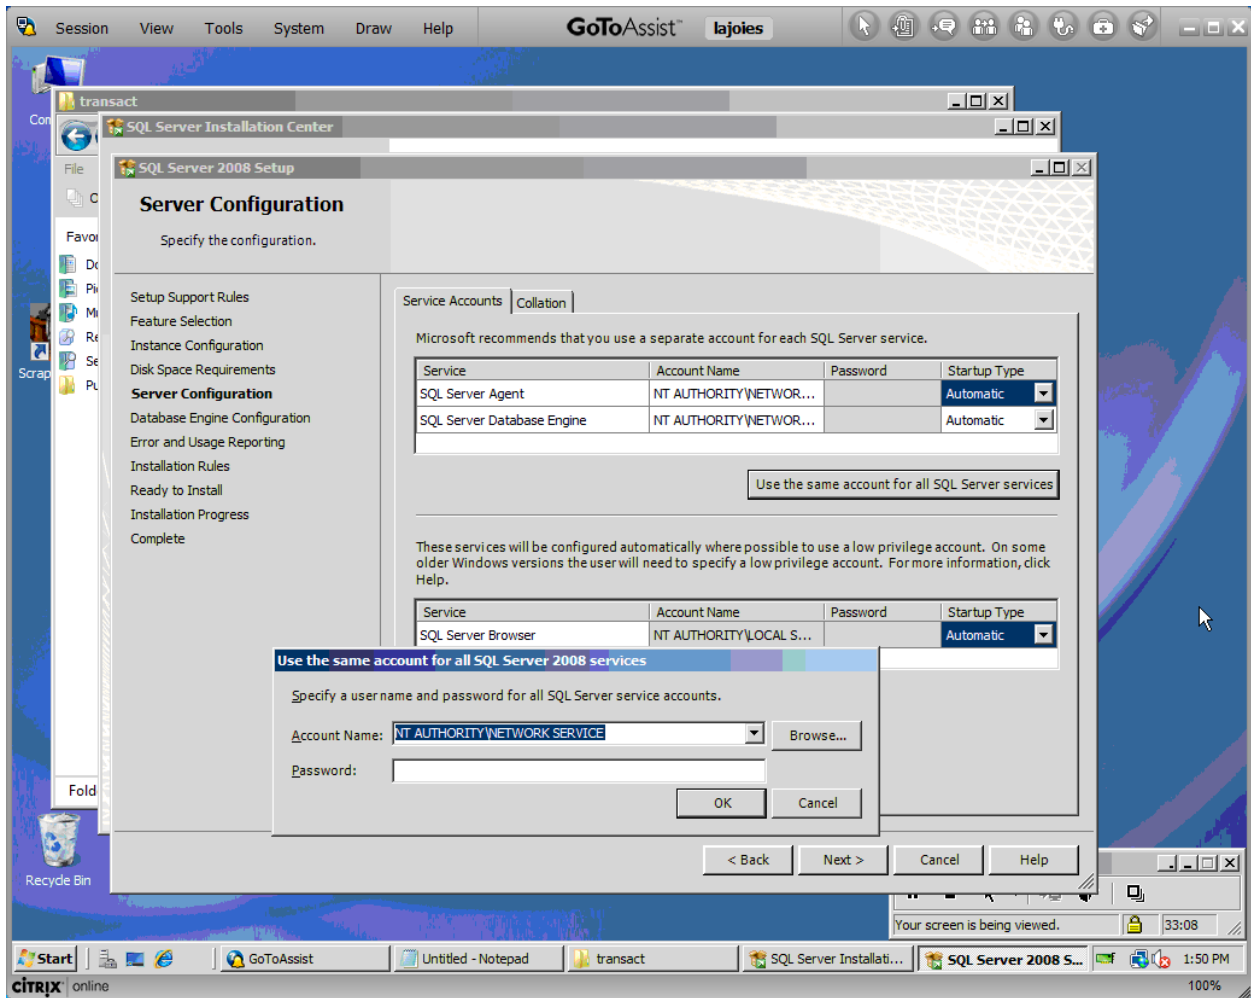 Session View Tools System Draw Help GoToAssist™ lajoies
transact
SQL Server Installation Center
File
SQL Server 2008 Setup
Server Configuration
Specify the configuration.
Setup Support Rules
Feature Selection
Instance Configuration
Disk Space Requirements
Server Configuration
Database Engine Configuration
Error and Usage Reporting
Installation Rules
Ready to Install
Installation Progress
Complete
Service Accounts Collation
Microsoft recommends that you use a separate account for each SQL Server service.
Service Account Name Password Startup Type
SQL Server Agent NT AUTHORITY\NETWOR... Automatic
SQL Server Database Engine NT AUTHORITY\NETWOR... Automatic
Use the same account for all SQL Server services
These services will be configured automatically where possible to use a low privilege account. On some
older Windows versions the user will need to specify a low privilege account. For more information, click
Help.
Service Account Name Password Startup Type
SQL Server Browser NT AUTHORITY\LOCAL S... Automatic
Use the same account for all SQL Server 2008 services
Specify a user name and password for all SQL Server service accounts.
Account Name: NT AUTHORITY\NETWORK SERVICE Browse...
Password:
OK Cancel
< Back Next > Cancel Help
Recycle Bin
Your screen is being viewed. 33:08
Start GoToAssist Untitled - Notepad transact SQL Server Installati... SQL Server 2008 S... 1:50 PM
CİTRIX online 100%